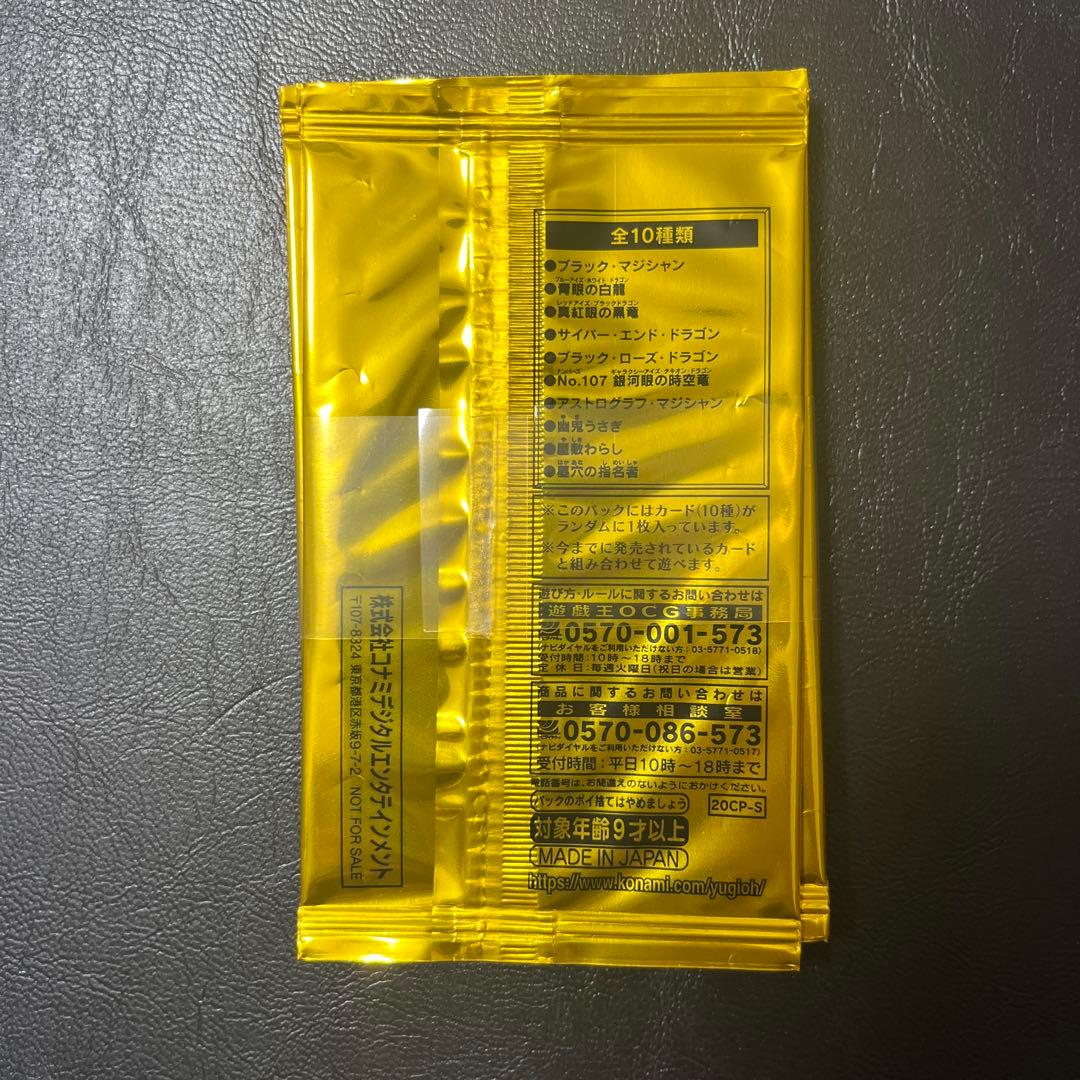 全10種類
●ブラック・マジシャン
ブルーアイズ・ホワイト・ドラゴン
●青眼の白龍
レッドアイズ・ブラックドラゴン
●真紅眼の黒竜
●サイバー・エンド・ドラゴン
●ブラック・ローズ・ドラゴン
ナンバーズ ギャラクシーアイズ・タキオン・ドラゴン
●No.107 銀河眼の時空竜
●アストログラフ・マジシャン
ゆ き
●幽鬼うさぎ
や しき
●屋敷わらし
はか あな し めい しゃ
●墓穴の指名者
※このパックにはカード(10種)が
ランダムに1枚入っています。
※今までに発売されているカード
と組み合わせて遊べます。
遊び方・ルールに関するお問い合わせは
遊戯王OCG事務局
0570-001-573
(ナビダイヤルをご利用いただけない方:03-5771-0518)
受付時間:10時～18時まで
定休日:毎週火曜日(祝日の場合は営業)
商品に関するお問い合わせは
お客様相談室
0570-086-573
(ナビダイヤルをご利用いただけない方:03-5771-0517)
受付時間:平日10時～18時まで
電話番号は、お間違えのないようにおかけください。
パックのポイ捨てはやめましょう
20CP-S
対象年齢9才以上
MADE IN JAPAN
https://www.konami.com/yugioh/
株式会社コナミデジタルエンタテインメント
〒107-8324 東京都港区赤坂9-7-2 NOT FOR SALE